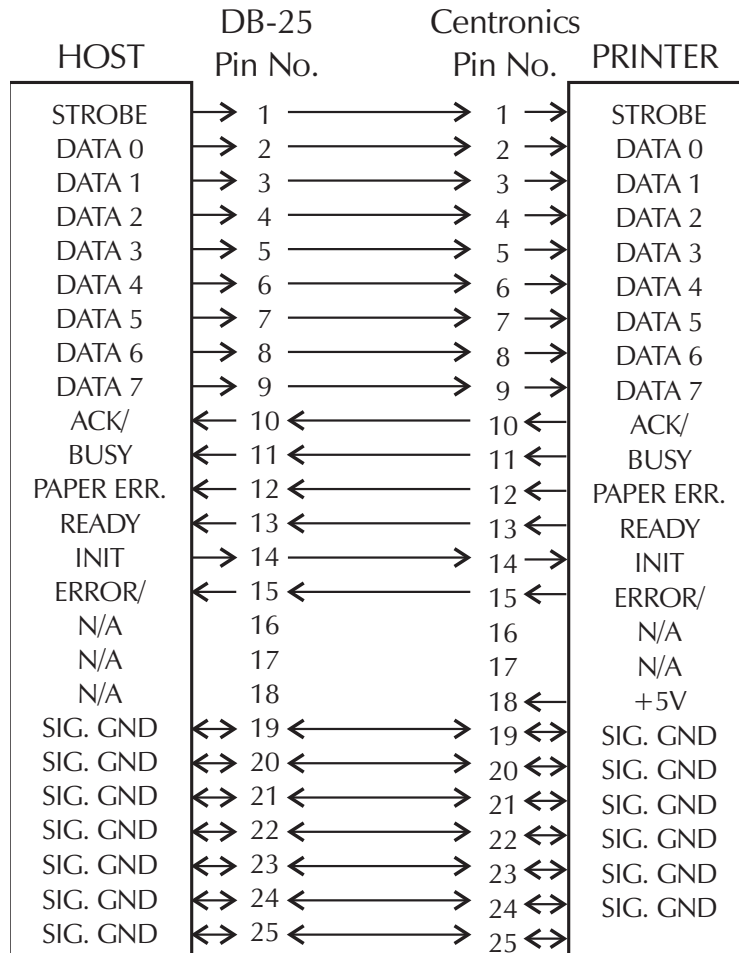 DB-25 Centronics
HOST Pin No. Pin No. PRINTER
STROBE 1 1 STROBE
DATA 0 2 2 DATA 0
DATA 1 3 3 DATA 1
DATA 2 4 4 DATA 2
DATA 3 5 5 DATA 3
DATA 4 6 6 DATA 4
DATA 5 7 7 DATA 5
DATA 6 8 8 DATA 6
DATA 7 9 9 DATA 7
ACK/ 10 10 ACK/
BUSY 11 11 BUSY
PAPER ERR. 12 12 PAPER ERR.
READY 13 13 READY
INIT 14 14 INIT
ERROR/ 15 15 ERROR/
N/A 16 16 N/A
N/A 17 17 N/A
N/A 18 18 +5V
SIG. GND 19 19 SIG. GND
SIG. GND 20 20 SIG. GND
SIG. GND 21 21 SIG. GND
SIG. GND 22 22 SIG. GND
SIG. GND 23 23 SIG. GND
SIG. GND 24 24 SIG. GND
SIG. GND 25 25